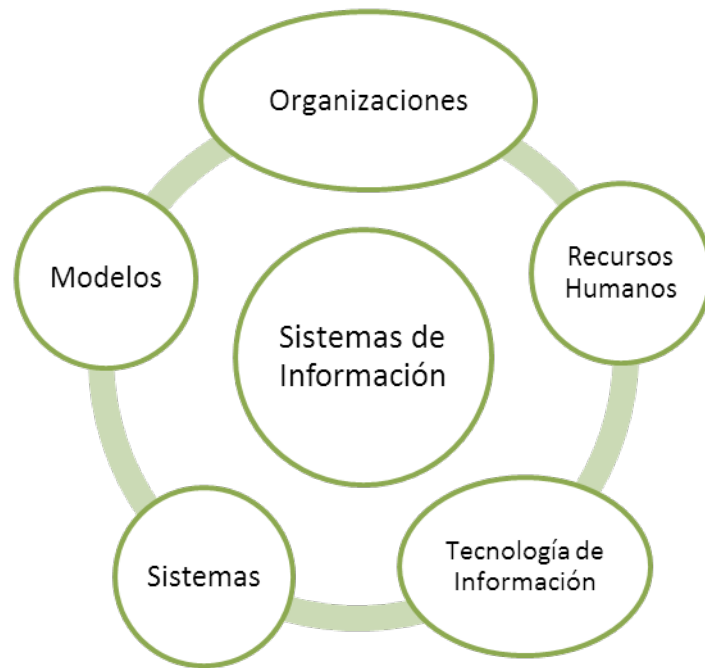 Organizaciones
Recursos
Humanos
Modelos
Sistemas de
Información
Tecnología de
Información
Sistemas